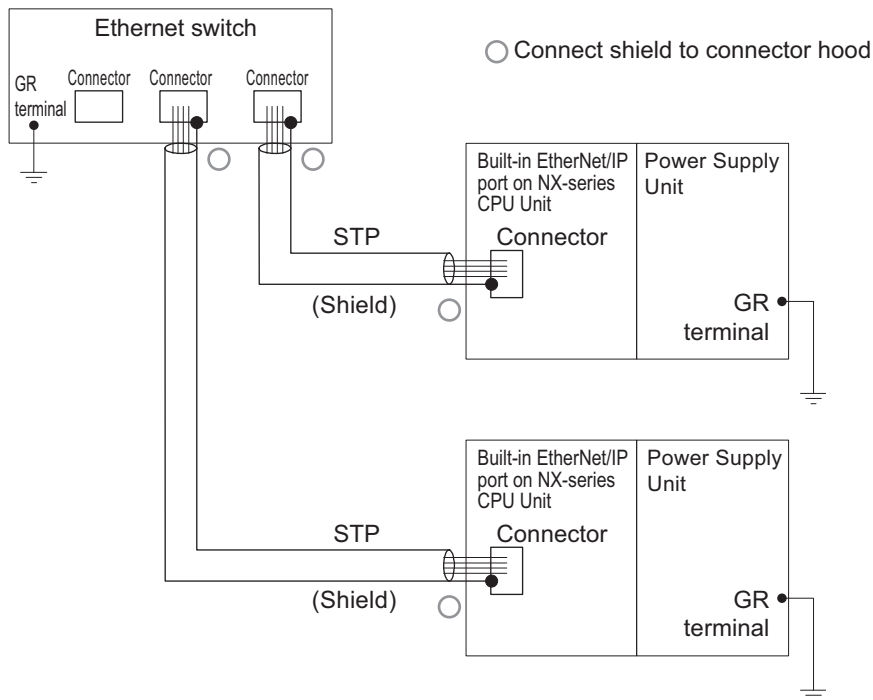 Ethernet switch
Connect shield to connector hood
GR
terminal
Connector
Connector
Connector
Built-in EtherNet/IP
port on NX-series
CPU Unit
Power Supply
Unit
STP
Connector
(Shield)
GR
terminal
Built-in EtherNet/IP
port on NX-series
CPU Unit
Power Supply
Unit
STP
Connector
(Shield)
GR
terminal